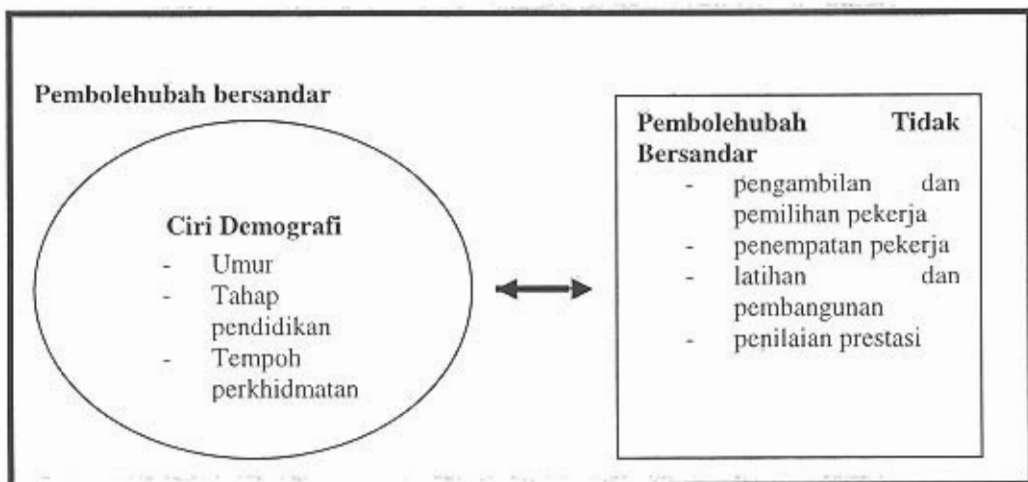 Pembolehubah bersandar
Ciri Demografi
- Umur
- Tahap
pendidikan
- Tempoh
perkhidmatan
Pembolehubah Tidak
Bersandar
- pengambilan dan
pemilihan pekerja
- penempatan pekerja
- latihan dan
pembangunan
- penilaian prestasi